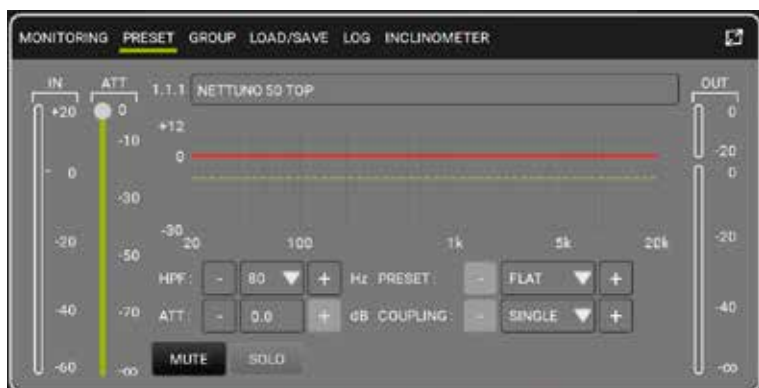 MONITORING PRESET GROUP LOAD/SAVE LOG INCLINOMETER
IN ATT OUT
1.1.1 NETTUNO 50 TOP
+20 0 +12 0
-10 0 -20
0 0
-30
-20 -50 -30 -20
20 100 1k 5k 20k
HPF: - 80 + Hz PRESET: - FLAT +
-40 -70 ATT: - 0.0 + dB COUPLING: - SINGLE + -40
MUTE SOLO
-60 -∞ -∞